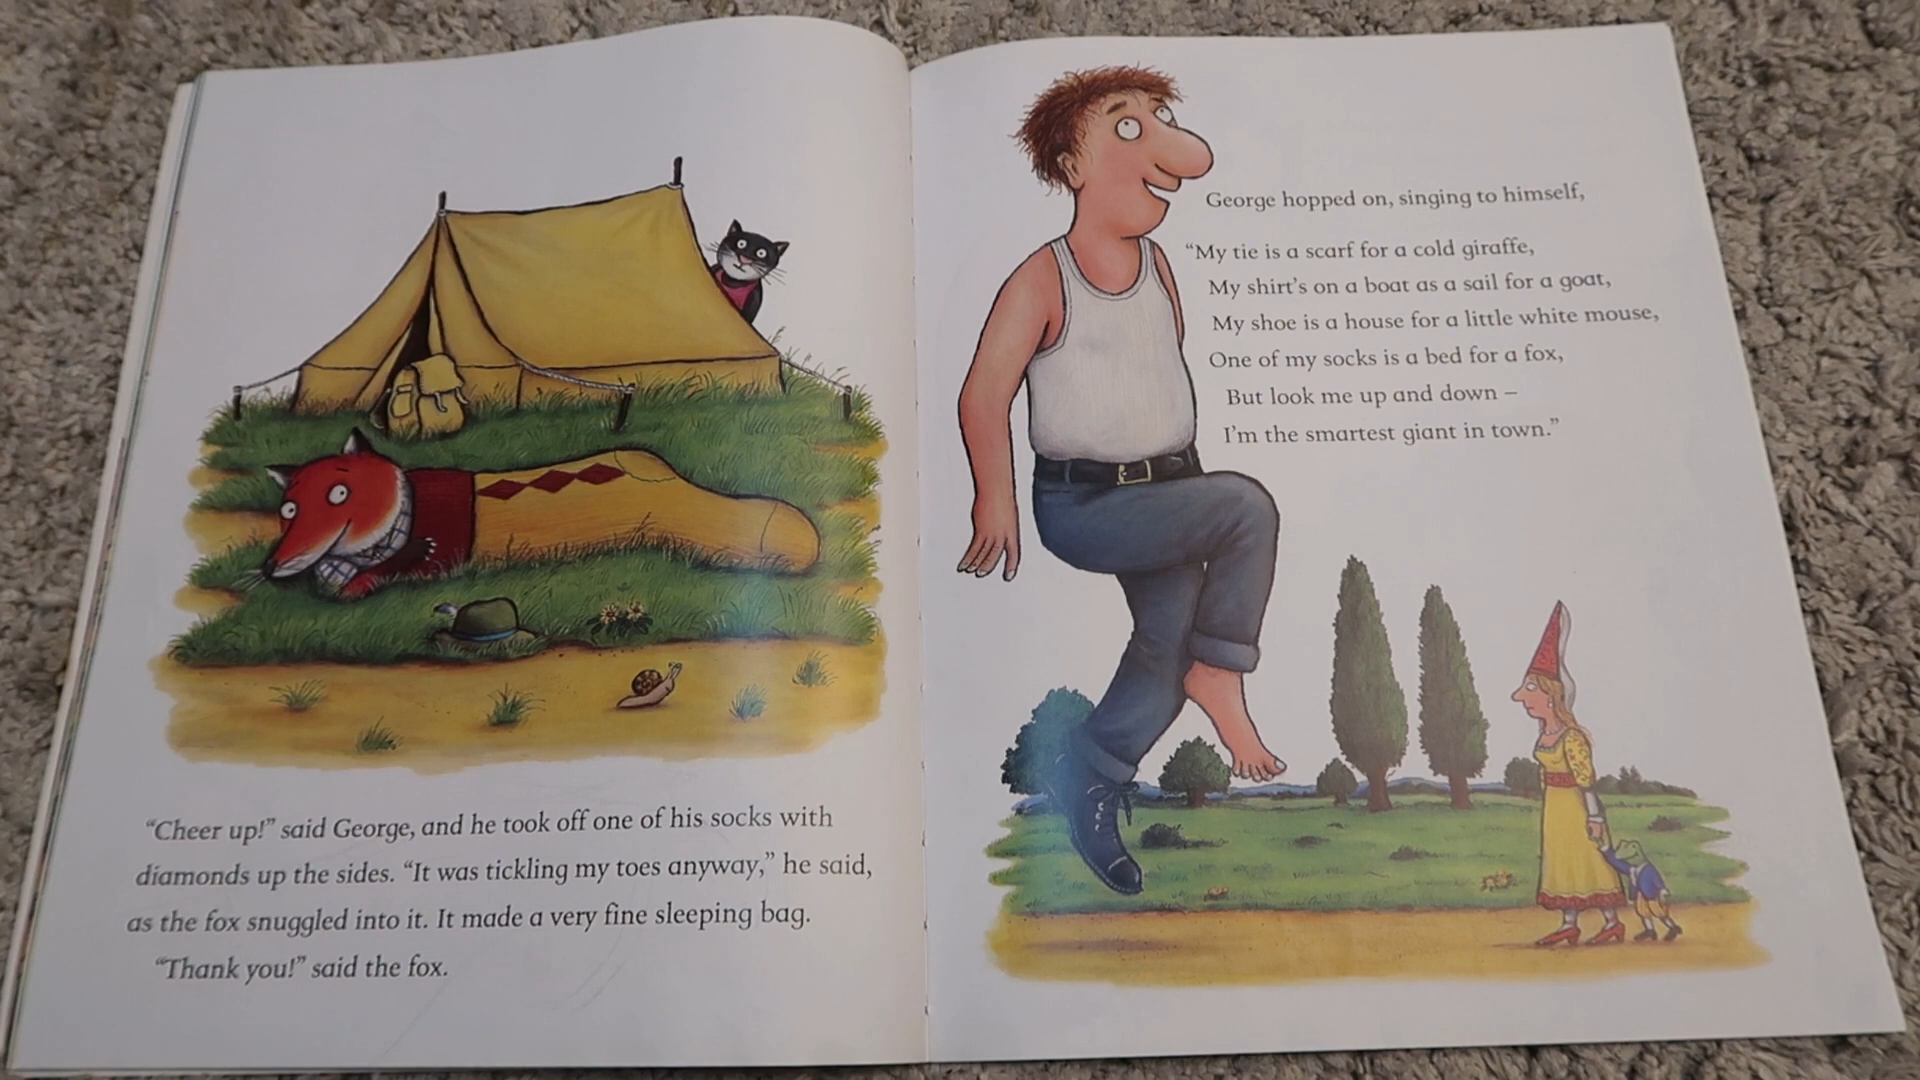 “Cheer up!” said George, and he took off one of his socks with
diamonds up the sides. “It was tickling my toes anyway,” he said,
as the fox snuggled into it. It made a very fine sleeping bag.
“Thank you!” said the fox.
George hopped on, singing to himself,
“My tie is a scarf for a cold giraffe,
My shirt’s on a boat as a sail for a goat,
My shoe is a house for a little white mouse,
One of my socks is a bed for a fox,
But look me up and down –
I’m the smartest giant in town.”